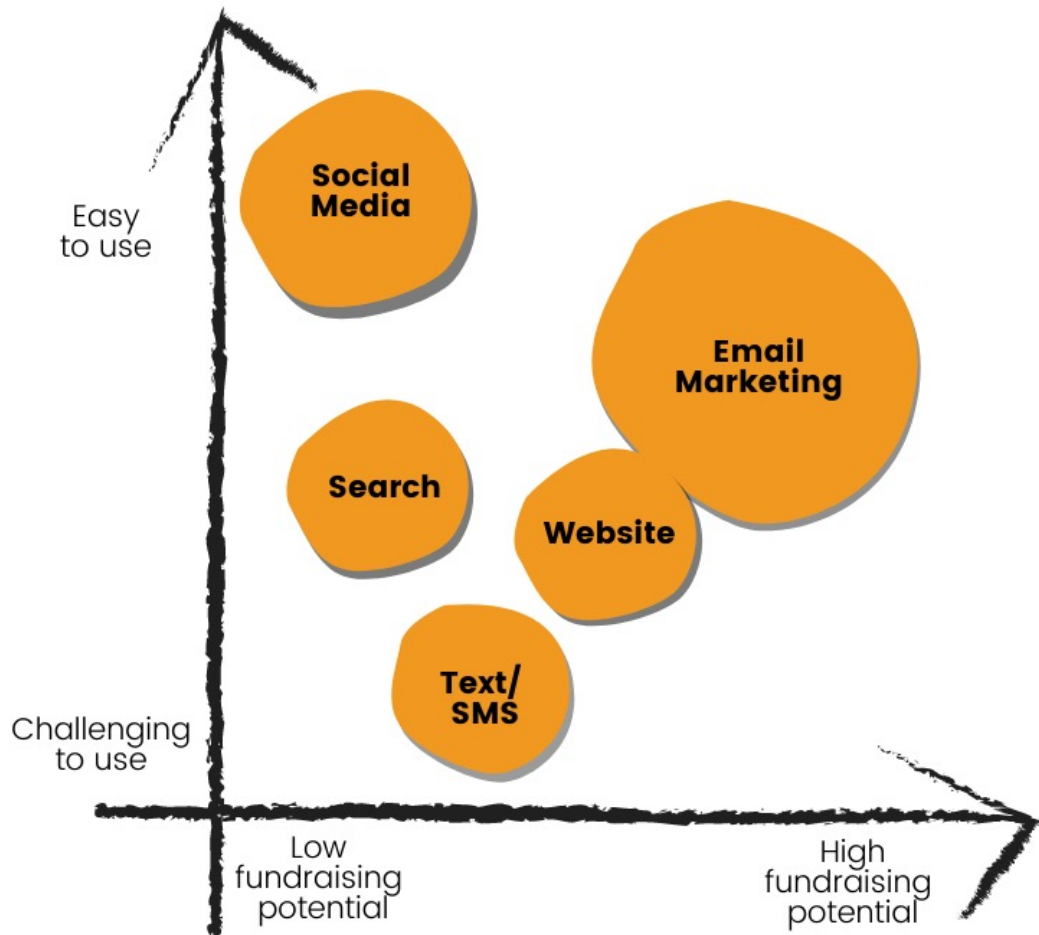 Social
Media
Easy
to use
Email
Marketing
Search
Website
Text/
SMS
Challenging
to use
Low
fundraising
potential
High
fundraising
potential